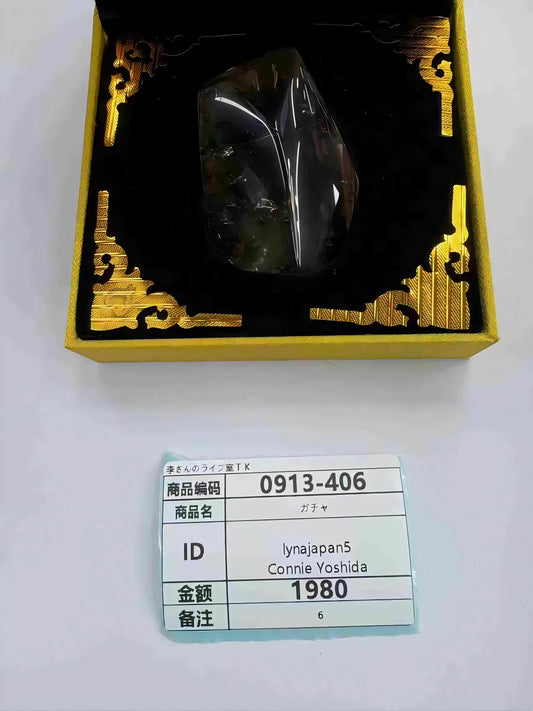 李さんのライブ室TK
商品编码 0913-406
商品名 ガチャ
ID lynajapan5
Connie Yoshida
金额 1980
备注 6